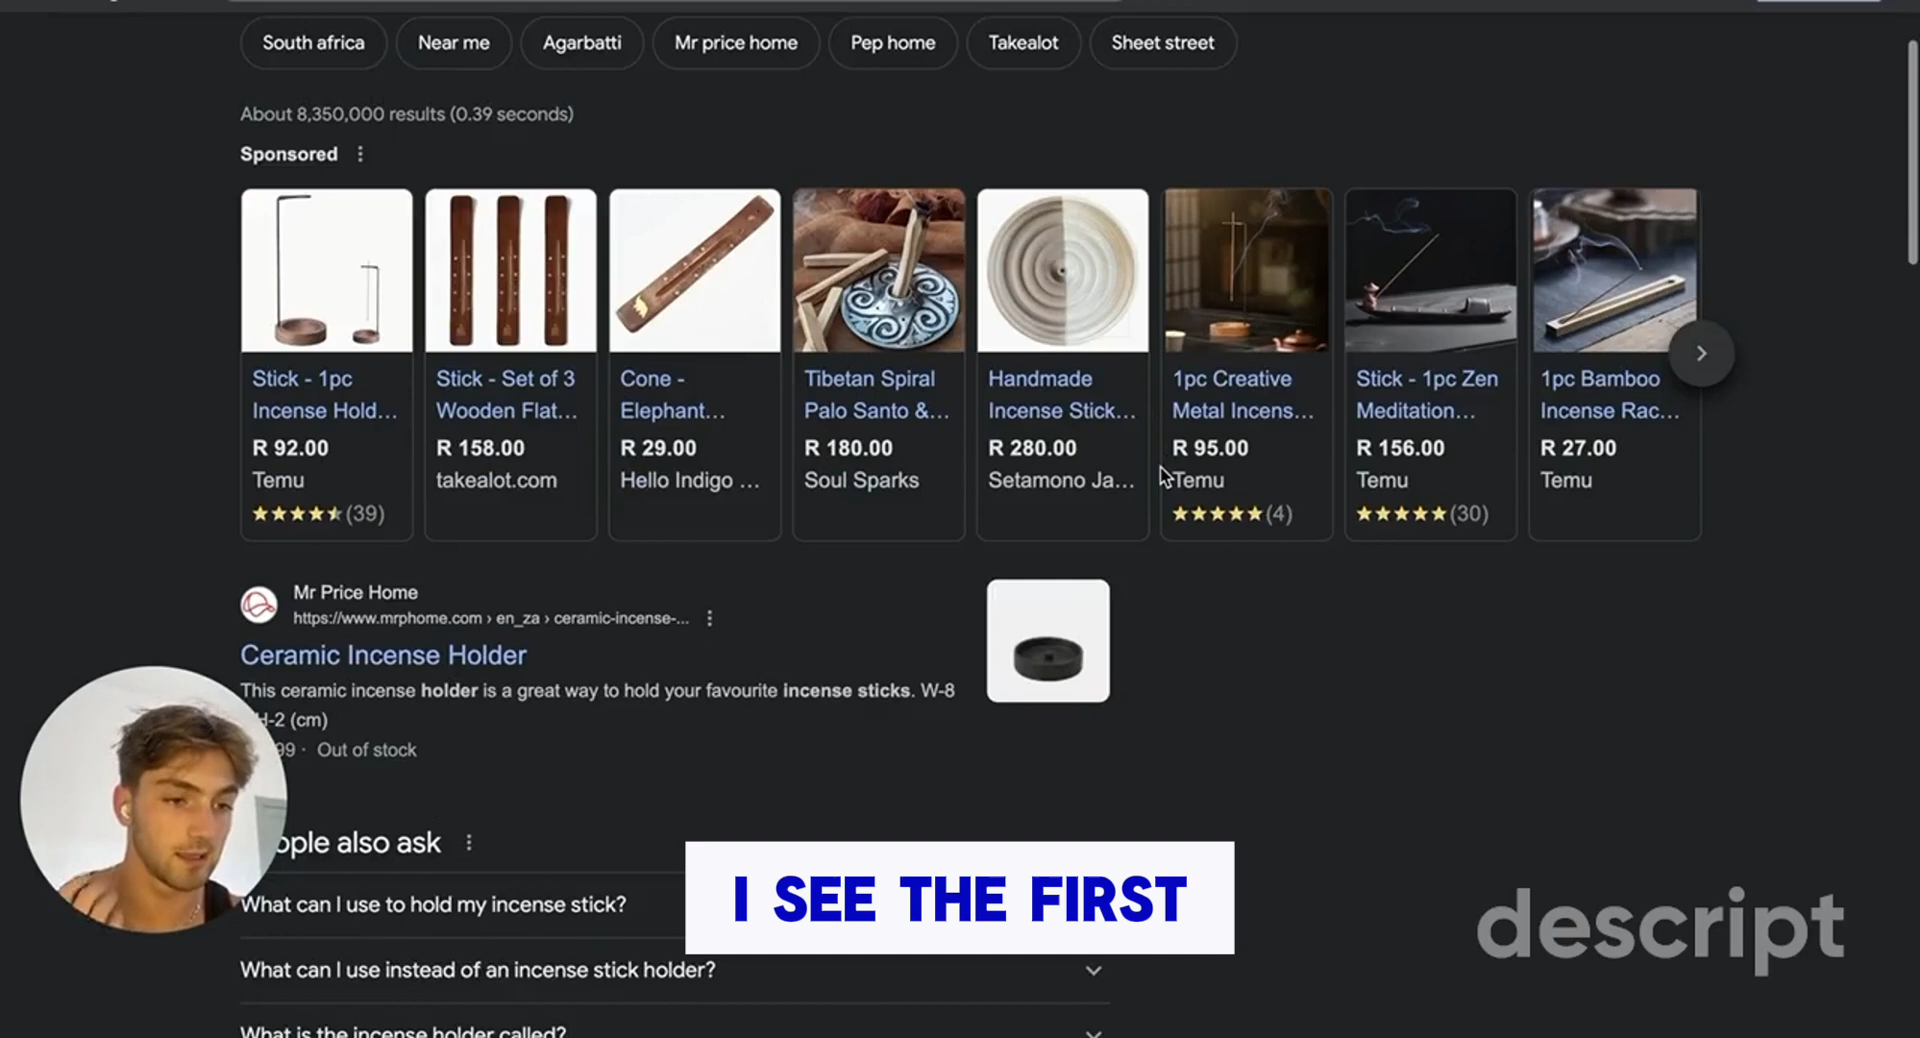 South africa
Near me
Agarbatti
Mr price home
Pep home
Takealot
Sheet street
About 8,350,000 results (0.39 seconds)
Sponsored
Stick - 1pc
Incense Hold...
R 92.00
Temu
(39)
Stick - Set of 3
Wooden Flat...
R 158.00
takealot.com
Cone -
Elephant...
R 29.00
Hello Indigo ...
Tibetan Spiral
Palo Santo &...
R 180.00
Soul Sparks
Handmade
Incense Stick...
R 280.00
Setamono Ja...
1pc Creative
Metal Incens...
R 95.00
Temu
(4)
Stick - 1pc Zen
Meditation...
R 156.00
Temu
(30)
1pc Bamboo
Incense Rac...
R 27.00
Temu
Mr Price Home
https://www.mrphome.com › en_za › ceramic-incense-...
Ceramic Incense Holder
This ceramic incense holder is a great way to hold your favourite incense sticks. W-8
H-2 (cm)
99 · Out of stock
ople also ask
What can I use to hold my incense stick?
What can I use instead of an incense stick holder?
What is the incense holder called?
I SEE THE FIRST
descript